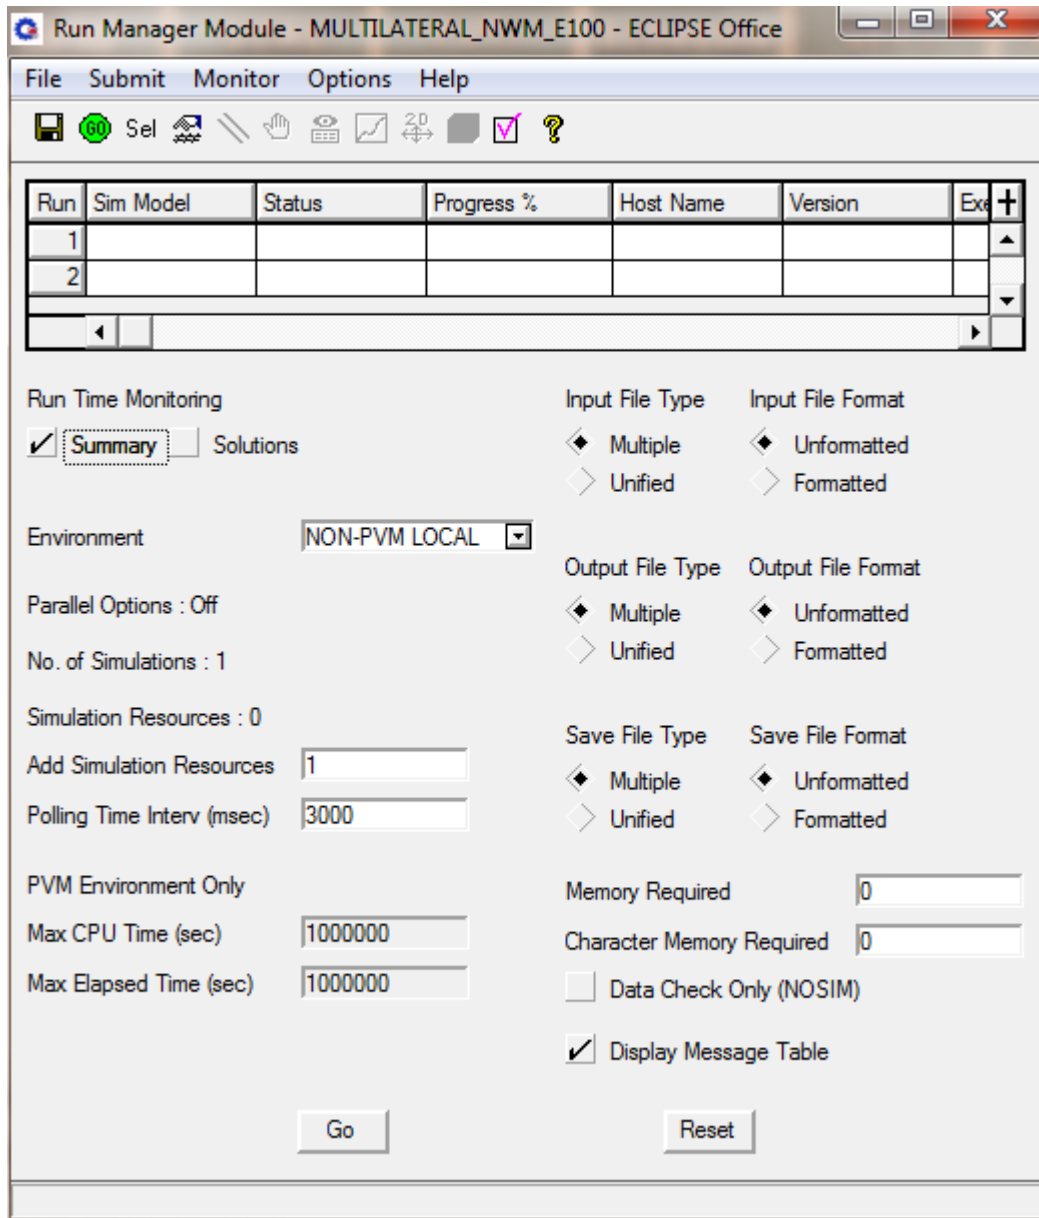 Run Manager Module - MULTILATERAL_NWM_E100 - ECLIPSE Office
X
File Submit Monitor Options Help
GO Sel 2D ?
Run Sim Model Status Progress % Host Name Version Exe +
1
2
Run Time Monitoring
Summary Solutions
Input File Type Input File Format
Multiple Unformatted
Unified Formatted
Environment NON-PVM LOCAL
Output File Type Output File Format
Parallel Options : Off
Multiple Unformatted
Unified Formatted
No. of Simulations : 1
Simulation Resources : 0
Save File Type Save File Format
Add Simulation Resources 1
Multiple Unformatted
Polling Time Interv (msec) 3000
Unified Formatted
PVM Environment Only
Memory Required 0
Max CPU Time (sec) 1000000
Character Memory Required 0
Max Elapsed Time (sec) 1000000
Data Check Only (NOSIM)
Display Message Table
Go Reset